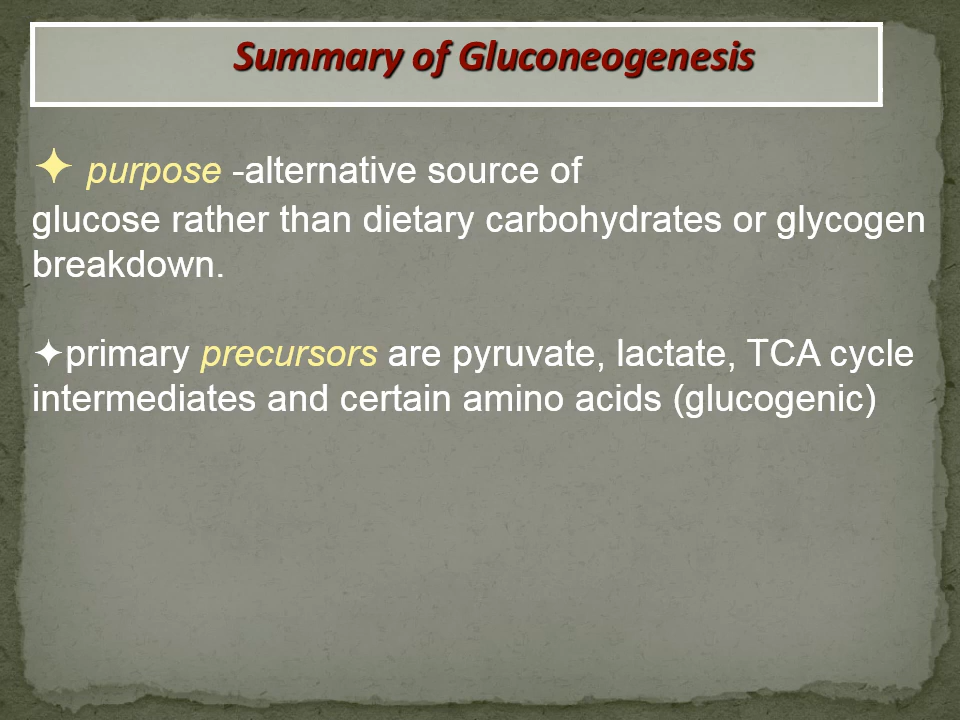 Summary of Gluconeogenesis
✦ purpose -alternative source of
glucose rather than dietary carbohydrates or glycogen
breakdown.
✦primary precursors are pyruvate, lactate, TCA cycle
intermediates and certain amino acids (glucogenic)